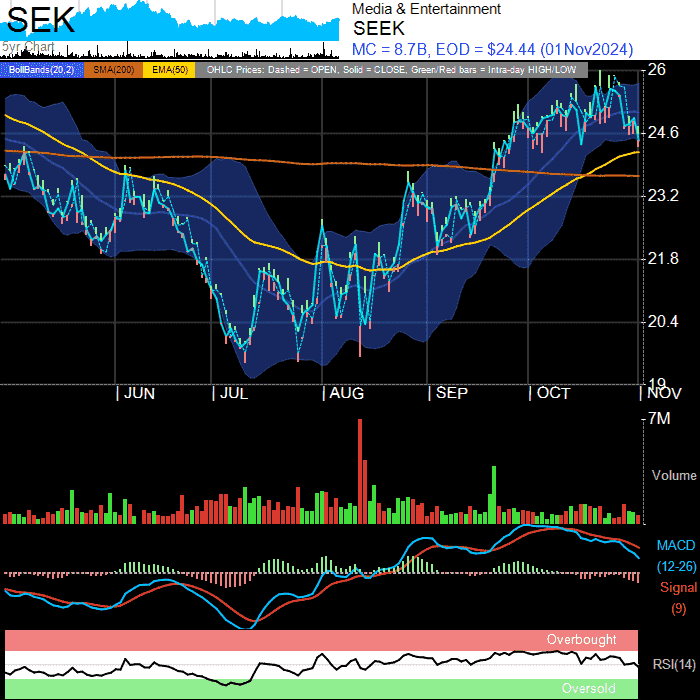 SEK
5yr Chart
Media & Entertainment
SEEK
MC = 8.7B, EOD = $24.44 (01Nov2024)
BollBands(20,2) SMA(200) EMA(50) OHLC Prices: Dashed = OPEN, Solid = CLOSE, Green/Red bars = Intra-day HIGH/LOW
26
24.6
23.2
21.8
20.4
19
| JUN | JUL | AUG | SEP | OCT | NOV
7M
Volume
MACD
(12-26)
Signal
(9)
Overbought
RSI(14)
Oversold